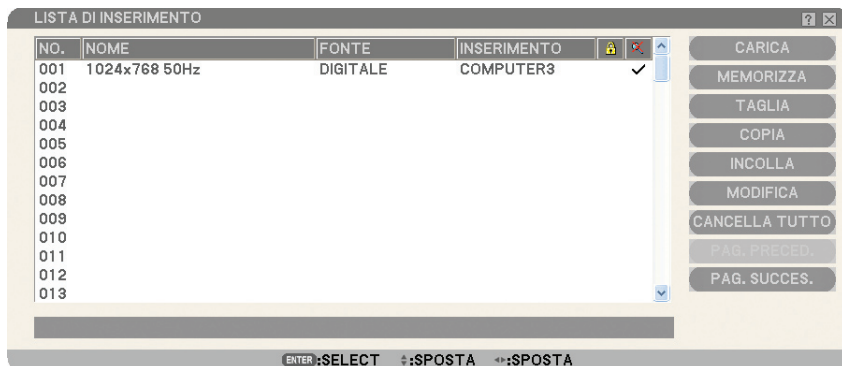 LISTA DI INSERIMENTO
NO. NOME FONTE INSERIMENTO
001 1024x768 50Hz DIGITALE COMPUTER3
002
003
004
005
006
007
008
009
010
011
012
013
CARICA
MEMORIZZA
TAGLIA
COPIA
INCOLLA
MODIFICA
CANCELLA TUTTO
PAG. PRECED.
PAG. SUCCES.
ENTER :SELECT :SPOSTA :SPOSTA